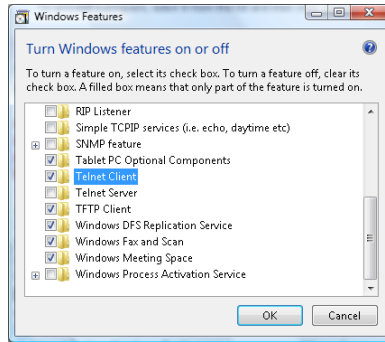 Windows Features
Turn Windows features on or off
To turn a feature on, select its check box. To turn a feature off, clear its
check box. A filled box means that only part of the feature is turned on.
RIP Listener
Simple TCPIP services (i.e. echo, daytime etc)
SNMP feature
Tablet PC Optional Components
Telnet Client
Telnet Server
TFTP Client
Windows DFS Replication Service
Windows Fax and Scan
Windows Meeting Space
Windows Process Activation Service
OK Cancel